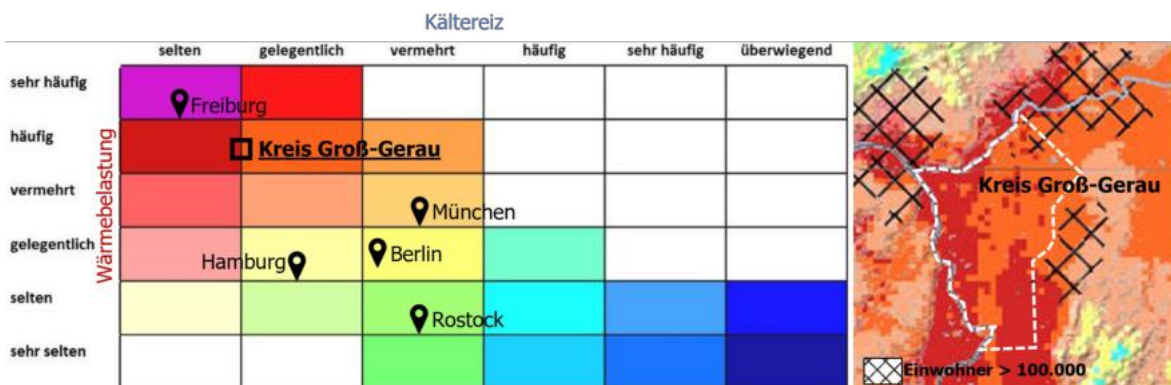 Kältereiz
selten gelegentlich vermehrt häufig sehr häufig überwiegend
Wärmebelastung
sehr häufig
Freiburg
häufig
Kreis Groß-Gerau
vermehrt
München
gelegentlich
Hamburg
Berlin
selten
Rostock
sehr selten
Kreis Groß-Gerau
Einwohner > 100.000